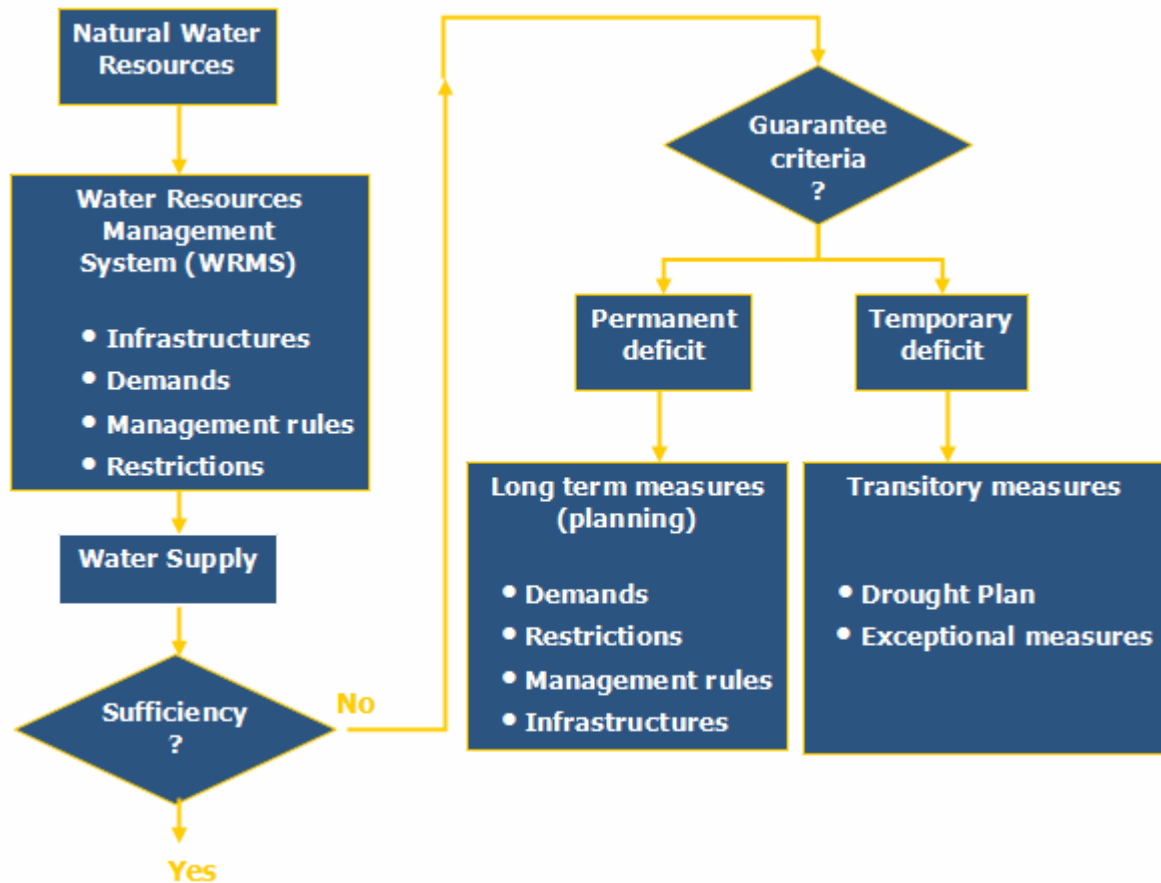 Natural Water
Resources
Water Resources
Management
System (WRMS)
• Infrastructures
• Demands
• Management rules
• Restrictions
Water Supply
Sufficiency
?
No
Yes
Guarantee
criteria
?
Permanent
deficit
Temporary
deficit
Long term measures
(planning)
• Demands
• Restrictions
• Management rules
• Infrastructures
Transitory measures
• Drought Plan
• Exceptional measures